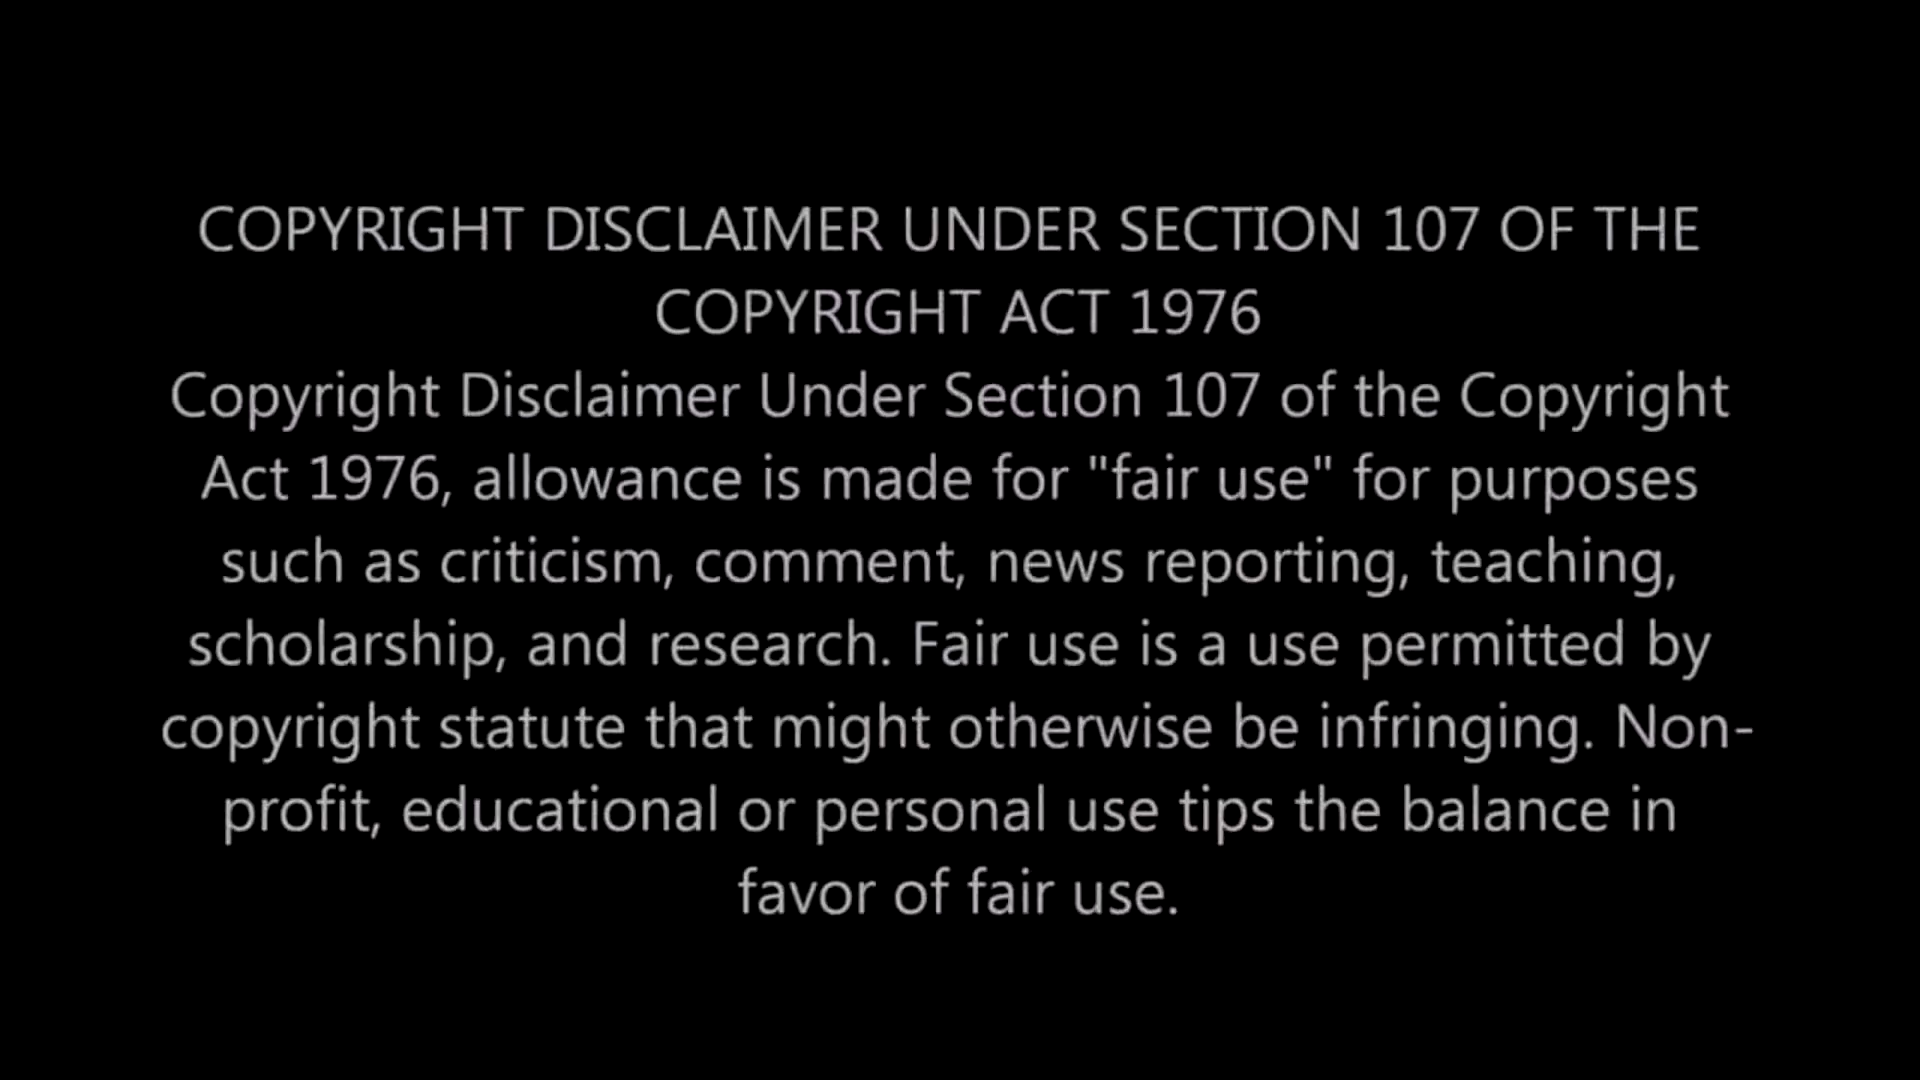 COPYRIGHT DISCLAIMER UNDER SECTION 107 OF THE
COPYRIGHT ACT 1976
Copyright Disclaimer Under Section 107 of the Copyright
Act 1976, allowance is made for "fair use" for purposes
such as criticism, comment, news reporting, teaching,
scholarship, and research. Fair use is a use permitted by
copyright statute that might otherwise be infringing. Non-
profit, educational or personal use tips the balance in
favor of fair use.